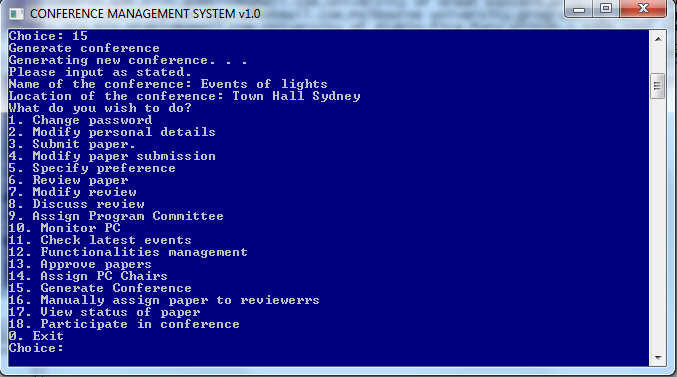 CONFERENCE MANAGEMENT SYSTEM v1.0
Choice: 15
Generate conference
Generating new conference. . .
Please input as stated.
Name of the conference: Events of lights
Location of the conference: Town Hall Sydney
What do you wish to do?
1. Change password
2. Modify personal details
3. Submit paper.
4. Modify paper submission
5. Specify preference
6. Review paper
7. Modify review
8. Discuss review
9. Assign Program Committee
10. Monitor PC
11. Check latest events
12. Functionalities management
13. Approve papers
14. Assign PC Chairs
15. Generate Conference
16. Manually assign paper to reviewerrs
17. View status of paper
18. Participate in conference
0. Exit
Choice: